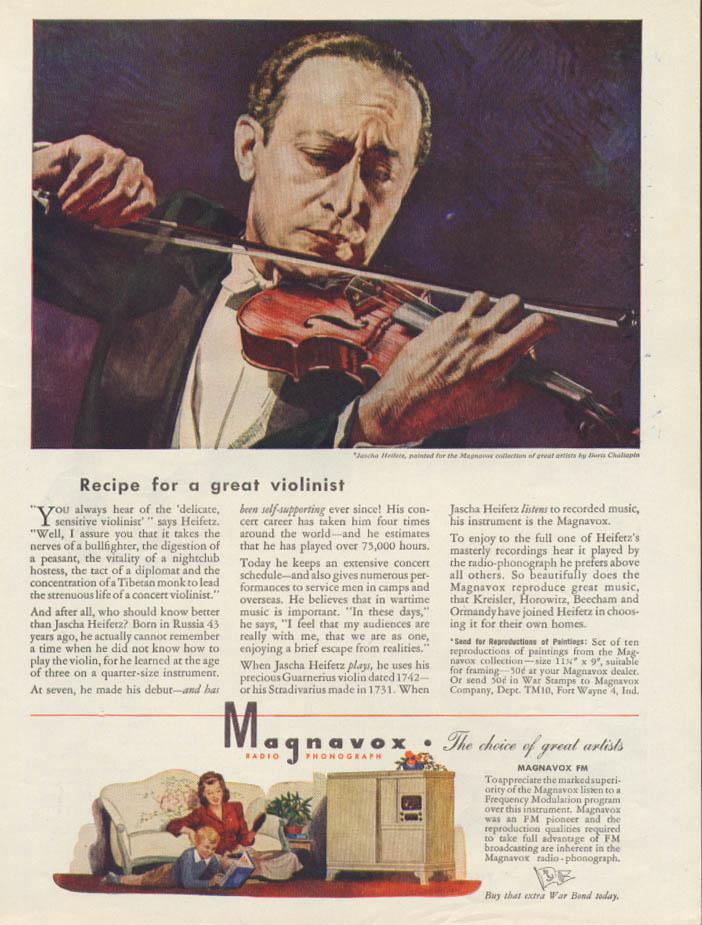 *Jascha Heifetz, painted for the Magnavox collection of great artists by Boris Chaliapin
Recipe for a great violinist
"You always hear of the 'delicate,
sensitive violinist' " says Heifetz.
"Well, I assure you that it takes the
nerves of a bullfighter, the digestion of
a peasant, the vitality of a nightclub
hostess, the tact of a diplomat and the
concentration of a Tibetan monk to lead
the strenuous life of a concert violinist."
And after all, who should know better
than Jascha Heifetz? Born in Russia 43
years ago, he actually cannot remember
a time when he did not know how to
play the violin, for he learned at the age
of three on a quarter-size instrument.
At seven, he made his debut—and has
been self-supporting ever since! His con-
cert career has taken him four times
around the world—and he estimates
that he has played over 75,000 hours.
Today he keeps an extensive concert
schedule—and also gives numerous per-
formances to service men in camps and
overseas. He believes that in wartime
music is important. "In these days,"
he says, "I feel that my audiences are
really with me, that we are as one,
enjoying a brief escape from realities."
When Jascha Heifetz plays, he uses his
precious Guarnerius violin dated 1742—
or his Stradivarius made in 1731. When
Jascha Heifetz listens to recorded music,
his instrument is the Magnavox.
To enjoy to the full one of Heifetz's
masterly recordings hear it played by
the radio-phonograph he prefers above
all others. So beautifully does the
Magnavox reproduce great music,
that Kreisler, Horowitz, Beecham and
Ormandy have joined Heifetz in choos-
ing it for their own homes.
*Send for Reproductions of Paintings: Set of ten
reproductions of paintings from the Mag-
navox collection—size 11¼" x 9", suitable
for framing—50¢ at your Magnavox dealer.
Or send 50¢ in War Stamps to Magnavox
Company, Dept. TM10, Fort Wayne 4, Ind.
Magnavox • The choice of great artists
RADIO PHONOGRAPH
MAGNAVOX FM
To appreciate the marked superi-
ority of the Magnavox listen to a
Frequency Modulation program
over this instrument. Magnavox
was an FM pioneer and the
reproduction qualities required
to take full advantage of FM
broadcasting are inherent in the
Magnavox radio-phonograph.
Buy that extra War Bond today.